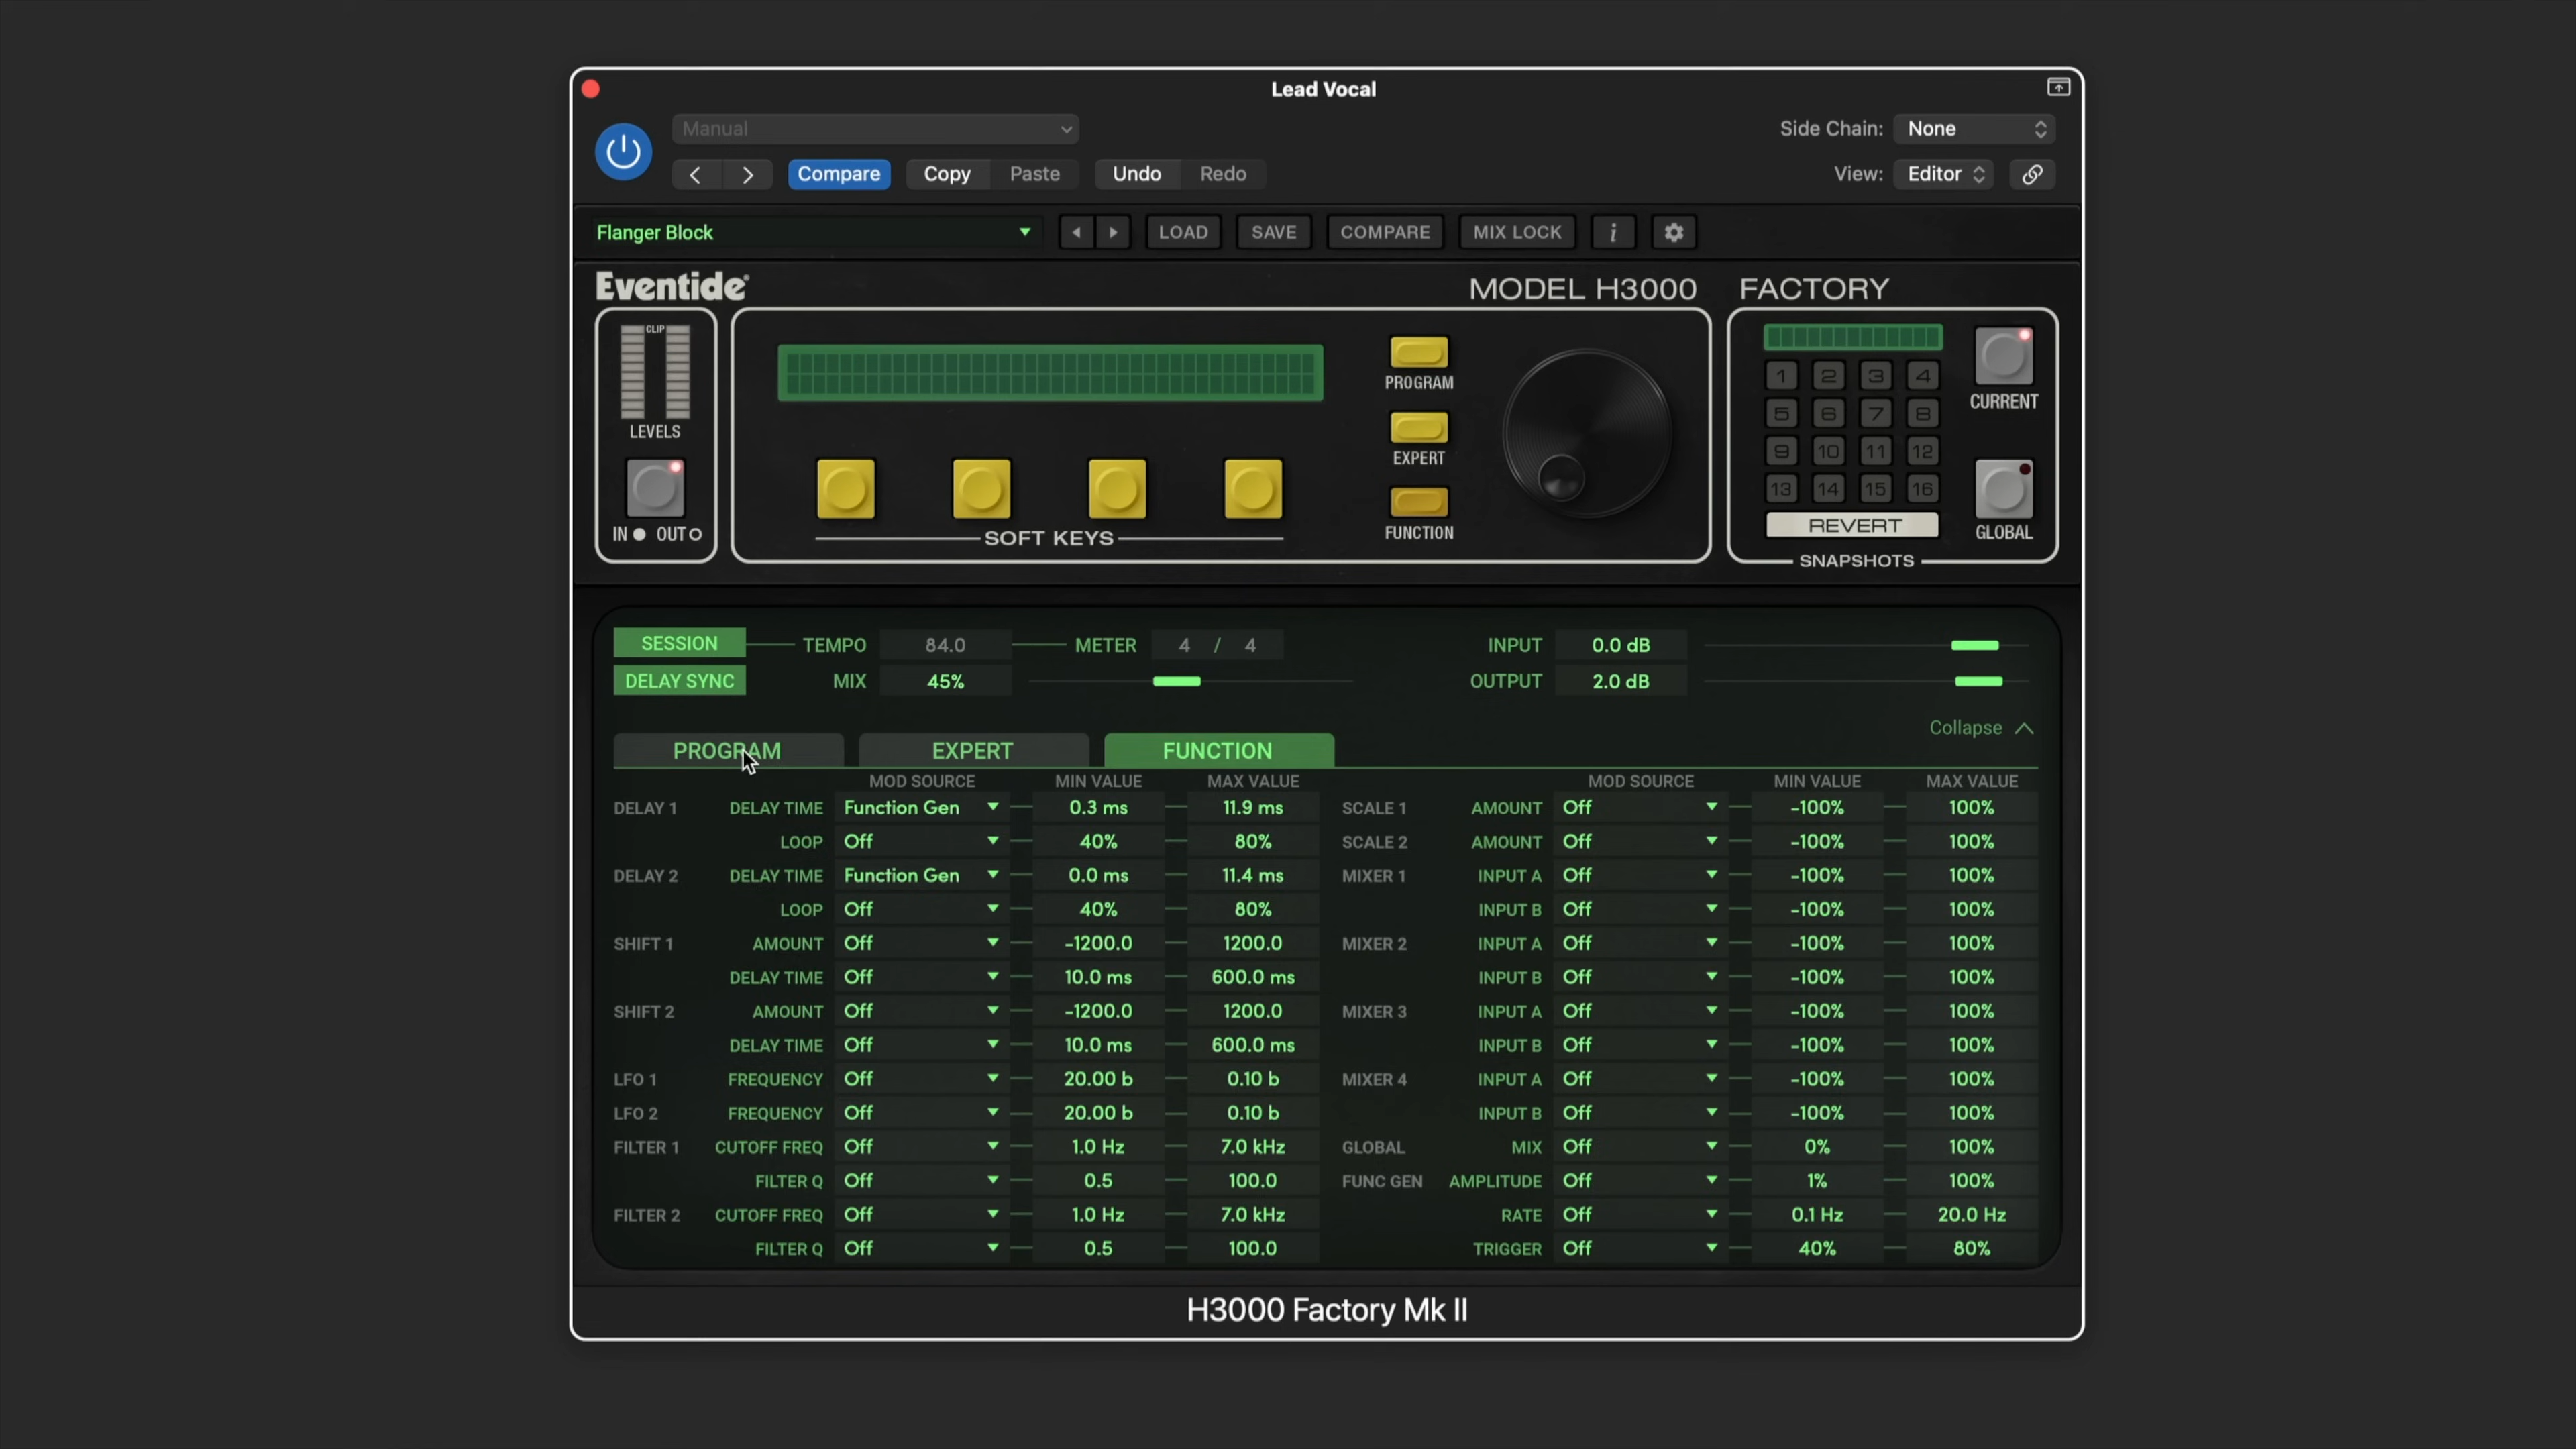 Lead Vocal
Manual
Side Chain: None
Compare Copy Paste Undo Redo
View: Editor
Flanger Block LOAD SAVE COMPARE MIX LOCK i
Eventide® MODEL H3000 FACTORY
CLIP
LEVELS
IN OUT
PROGRAM
EXPERT
FUNCTION
SOFT KEYS
1 2 3 4
5 6 7 8
9 10 11 12
13 14 15 16
REVERT
SNAPSHOTS
CURRENT
GLOBAL
SESSION TEMPO 84.0 METER 4 / 4 INPUT 0.0 dB
DELAY SYNC MIX 45% OUTPUT 2.0 dB
Collapse
PROGRAM EXPERT FUNCTION
MOD SOURCE MIN VALUE MAX VALUE MOD SOURCE MIN VALUE MAX VALUE
DELAY 1 DELAY TIME Function Gen 0.3 ms 11.9 ms SCALE 1 AMOUNT Off -100% 100%
LOOP Off 40% 80% SCALE 2 AMOUNT Off -100% 100%
DELAY 2 DELAY TIME Function Gen 0.0 ms 11.4 ms MIXER 1 INPUT A Off -100% 100%
LOOP Off 40% 80% INPUT B Off -100% 100%
SHIFT 1 AMOUNT Off -1200.0 1200.0 MIXER 2 INPUT A Off -100% 100%
DELAY TIME Off 10.0 ms 600.0 ms INPUT B Off -100% 100%
SHIFT 2 AMOUNT Off -1200.0 1200.0 MIXER 3 INPUT A Off -100% 100%
DELAY TIME Off 10.0 ms 600.0 ms INPUT B Off -100% 100%
LFO 1 FREQUENCY Off 20.00 b 0.10 b MIXER 4 INPUT A Off -100% 100%
LFO 2 FREQUENCY Off 20.00 b 0.10 b INPUT B Off -100% 100%
FILTER 1 CUTOFF FREQ Off 1.0 Hz 7.0 kHz GLOBAL MIX Off 0% 100%
FILTER Q Off 0.5 100.0 FUNC GEN AMPLITUDE Off 1% 100%
FILTER 2 CUTOFF FREQ Off 1.0 Hz 7.0 kHz RATE Off 0.1 Hz 20.0 Hz
FILTER Q Off 0.5 100.0 TRIGGER Off 40% 80%
H3000 Factory Mk II